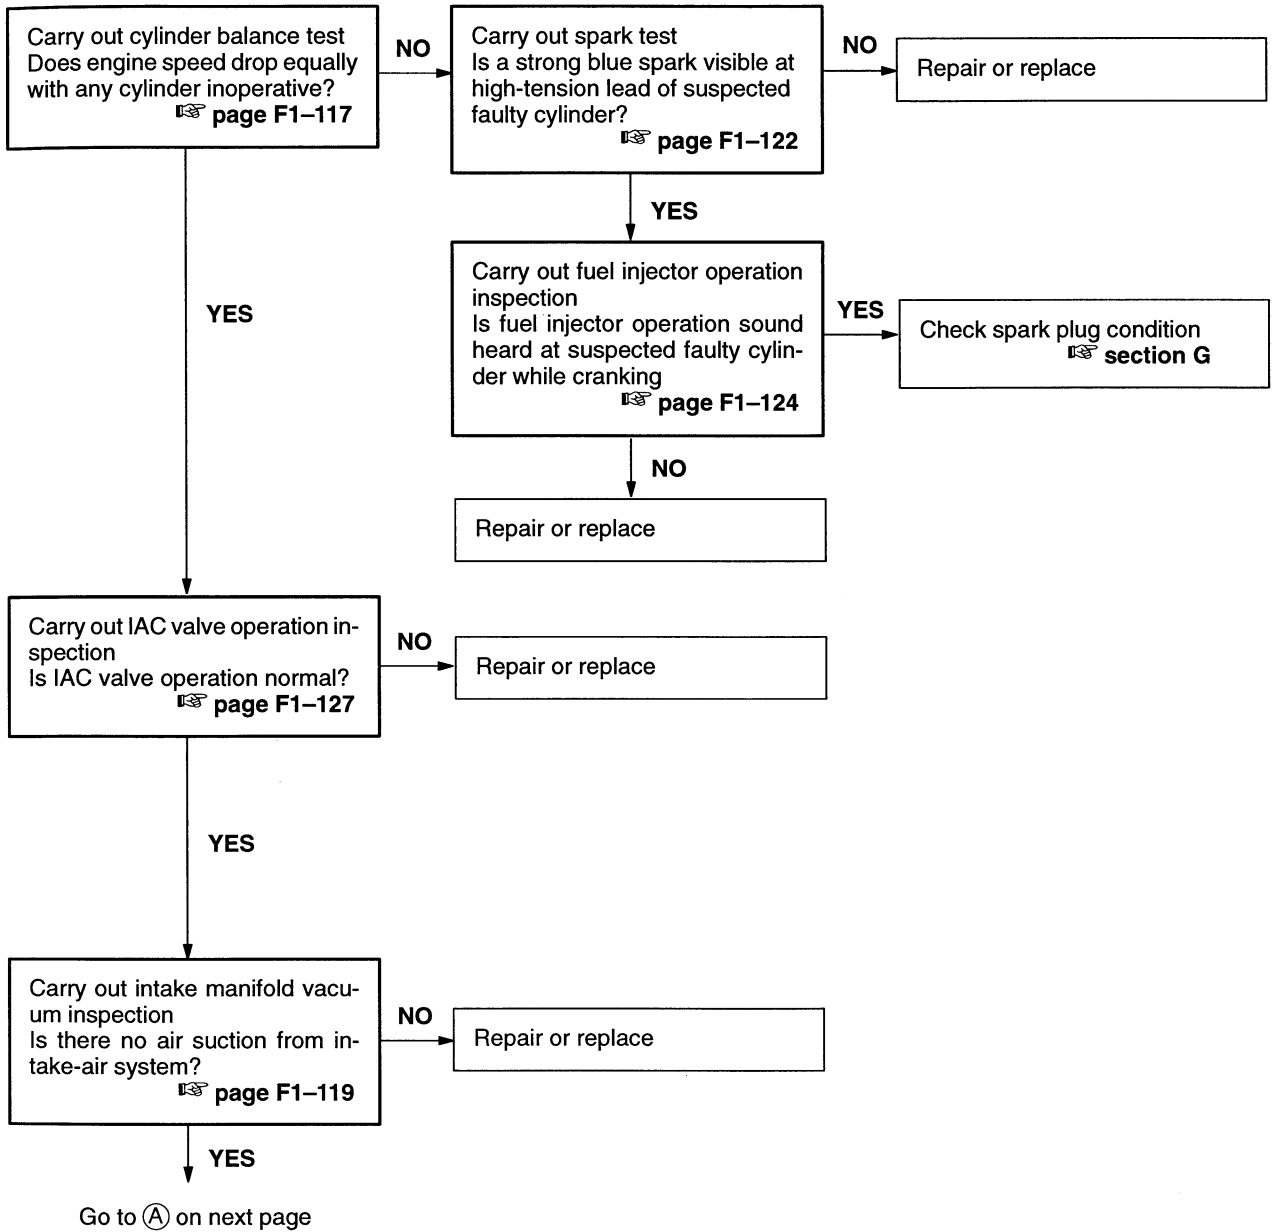 Carry out cylinder balance test
Does engine speed drop equally
with any cylinder inoperative?
☞ page F1–117
NO
Carry out spark test
Is a strong blue spark visible at
high-tension lead of suspected
faulty cylinder?
☞ page F1–122
NO
Repair or replace
YES
YES
Carry out fuel injector operation
inspection
Is fuel injector operation sound
heard at suspected faulty cylin-
der while cranking
☞ page F1–124
YES
Check spark plug condition
☞ section G
NO
Repair or replace
Carry out IAC valve operation in-
spection
Is IAC valve operation normal?
☞ page F1–127
NO
Repair or replace
YES
Carry out intake manifold vacu-
um inspection
Is there no air suction from in-
take-air system?
☞ page F1–119
NO
Repair or replace
YES
Go to Ⓐ on next page